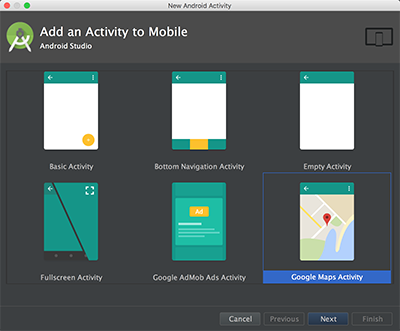 New Android Activity
Add an Activity to Mobile
Android Studio
Basic Activity
Bottom Navigation Activity
Empty Activity
Ad
Fullscreen Activity
Google AdMob Ads Activity
Google Maps Activity
Cancel
Previous
Next
Finish